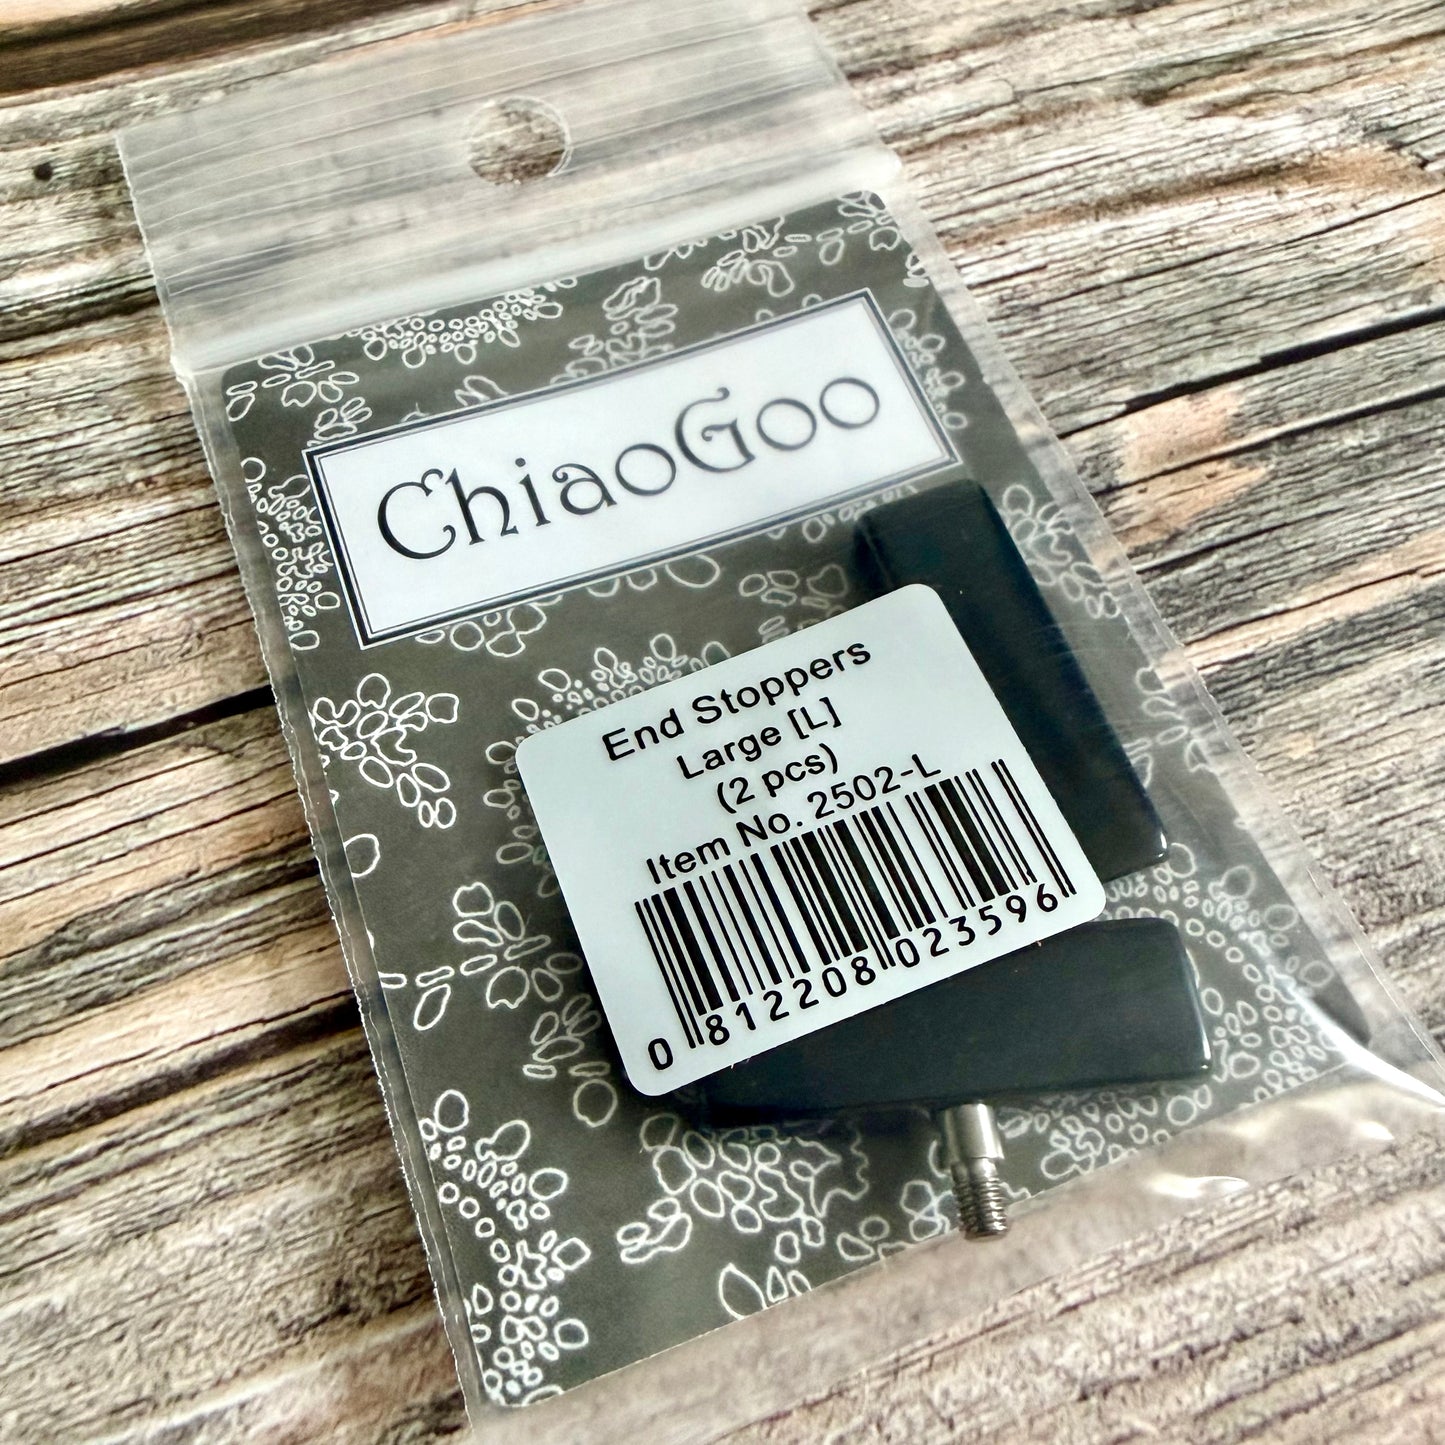 ChiaoGoo
End Stoppers
Large [L]
(2 pcs)
Item No. 2502-L
0 812208 023596